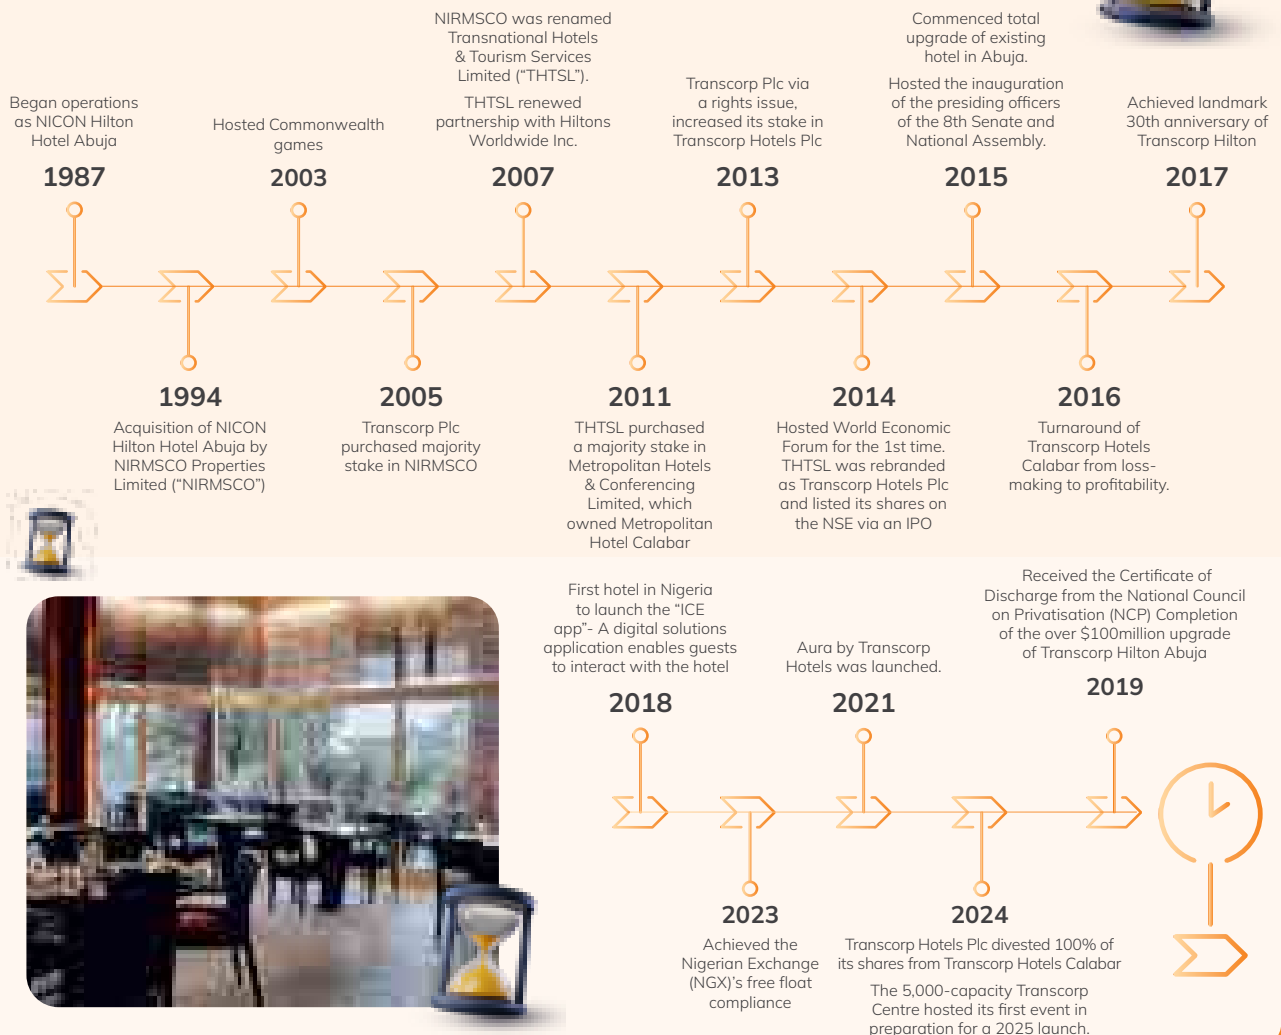 Began operations
as NICON Hilton
Hotel Abuja
1987
Acquisition of NICON
Hilton Hotel Abuja by
NIRMSCO Properties
Limited (“NIRMSCO”)
1994
Hosted Commonwealth
games
2003
2005
Transcorp Plc
purchased majority
stake in NIRMSCO
NIRMSCO was renamed
Transnational Hotels
& Tourism Services
Limited (“THTSL”).
THTSL renewed
partnership with Hiltons
Worldwide Inc.
2007
2011
THTSL purchased
a majority stake in
Metropolitan Hotels
& Conferencing
Limited, which
owned Metropolitan
Hotel Calabar
Transcorp Plc via
a rights issue,
increased its stake in
Transcorp Hotels Plc
2013
2014
Hosted World Economic
Forum for the 1st time.
THTSL was rebranded
as Transcorp Hotels Plc
and listed its shares on
the NSE via an IPO
Commenced total
upgrade of existing
hotel in Abuja.
Hosted the inauguration
of the presiding officers
of the 8th Senate and
National Assembly.
2015
2016
Turnaround of
Transcorp Hotels
Calabar from loss-
making to profitability.
Achieved landmark
30th anniversary of
Transcorp Hilton
2017
First hotel in Nigeria
to launch the “ICE
app”- A digital solutions
application enables guests
to interact with the hotel
2018
2023
Achieved the
Nigerian Exchange
(NGX)’s free float
compliance
Aura by Transcorp
Hotels was launched.
2021
2024
Transcorp Hotels Plc divested 100% of
its shares from Transcorp Hotels Calabar
The 5,000-capacity Transcorp
Centre hosted its first event in
preparation for a 2025 launch.
Received the Certificate of
Discharge from the National Council
on Privatisation (NCP) Completion
of the over $100million upgrade
of Transcorp Hilton Abuja
2019